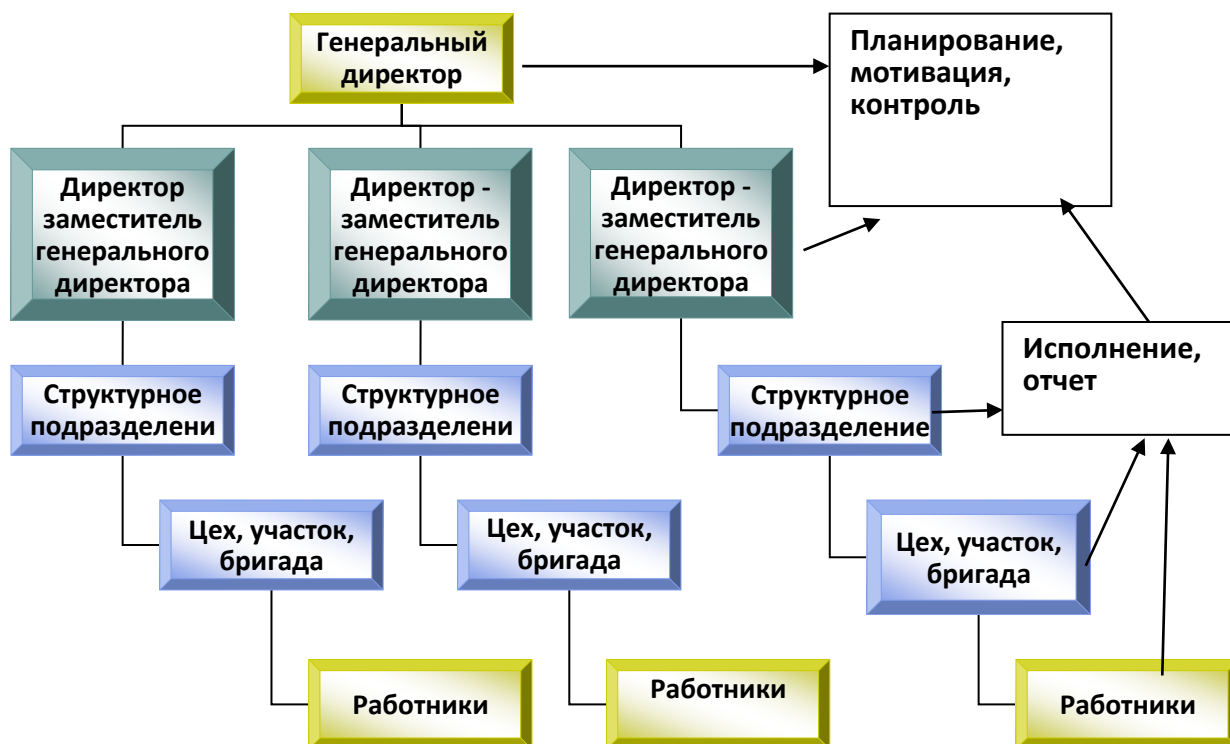 Генеральный
директор
Планирование,
мотивация,
контроль
Директор
заместитель
генерального
директора
Директор -
заместитель
генерального
директора
Директор -
заместитель
генерального
директора
Исполнение,
отчет
Структурное
подразделени
Структурное
подразделени
Структурное
подразделение
Цех, участок,
бригада
Цех, участок,
бригада
Цех, участок,
бригада
Работники
Работники
Работники